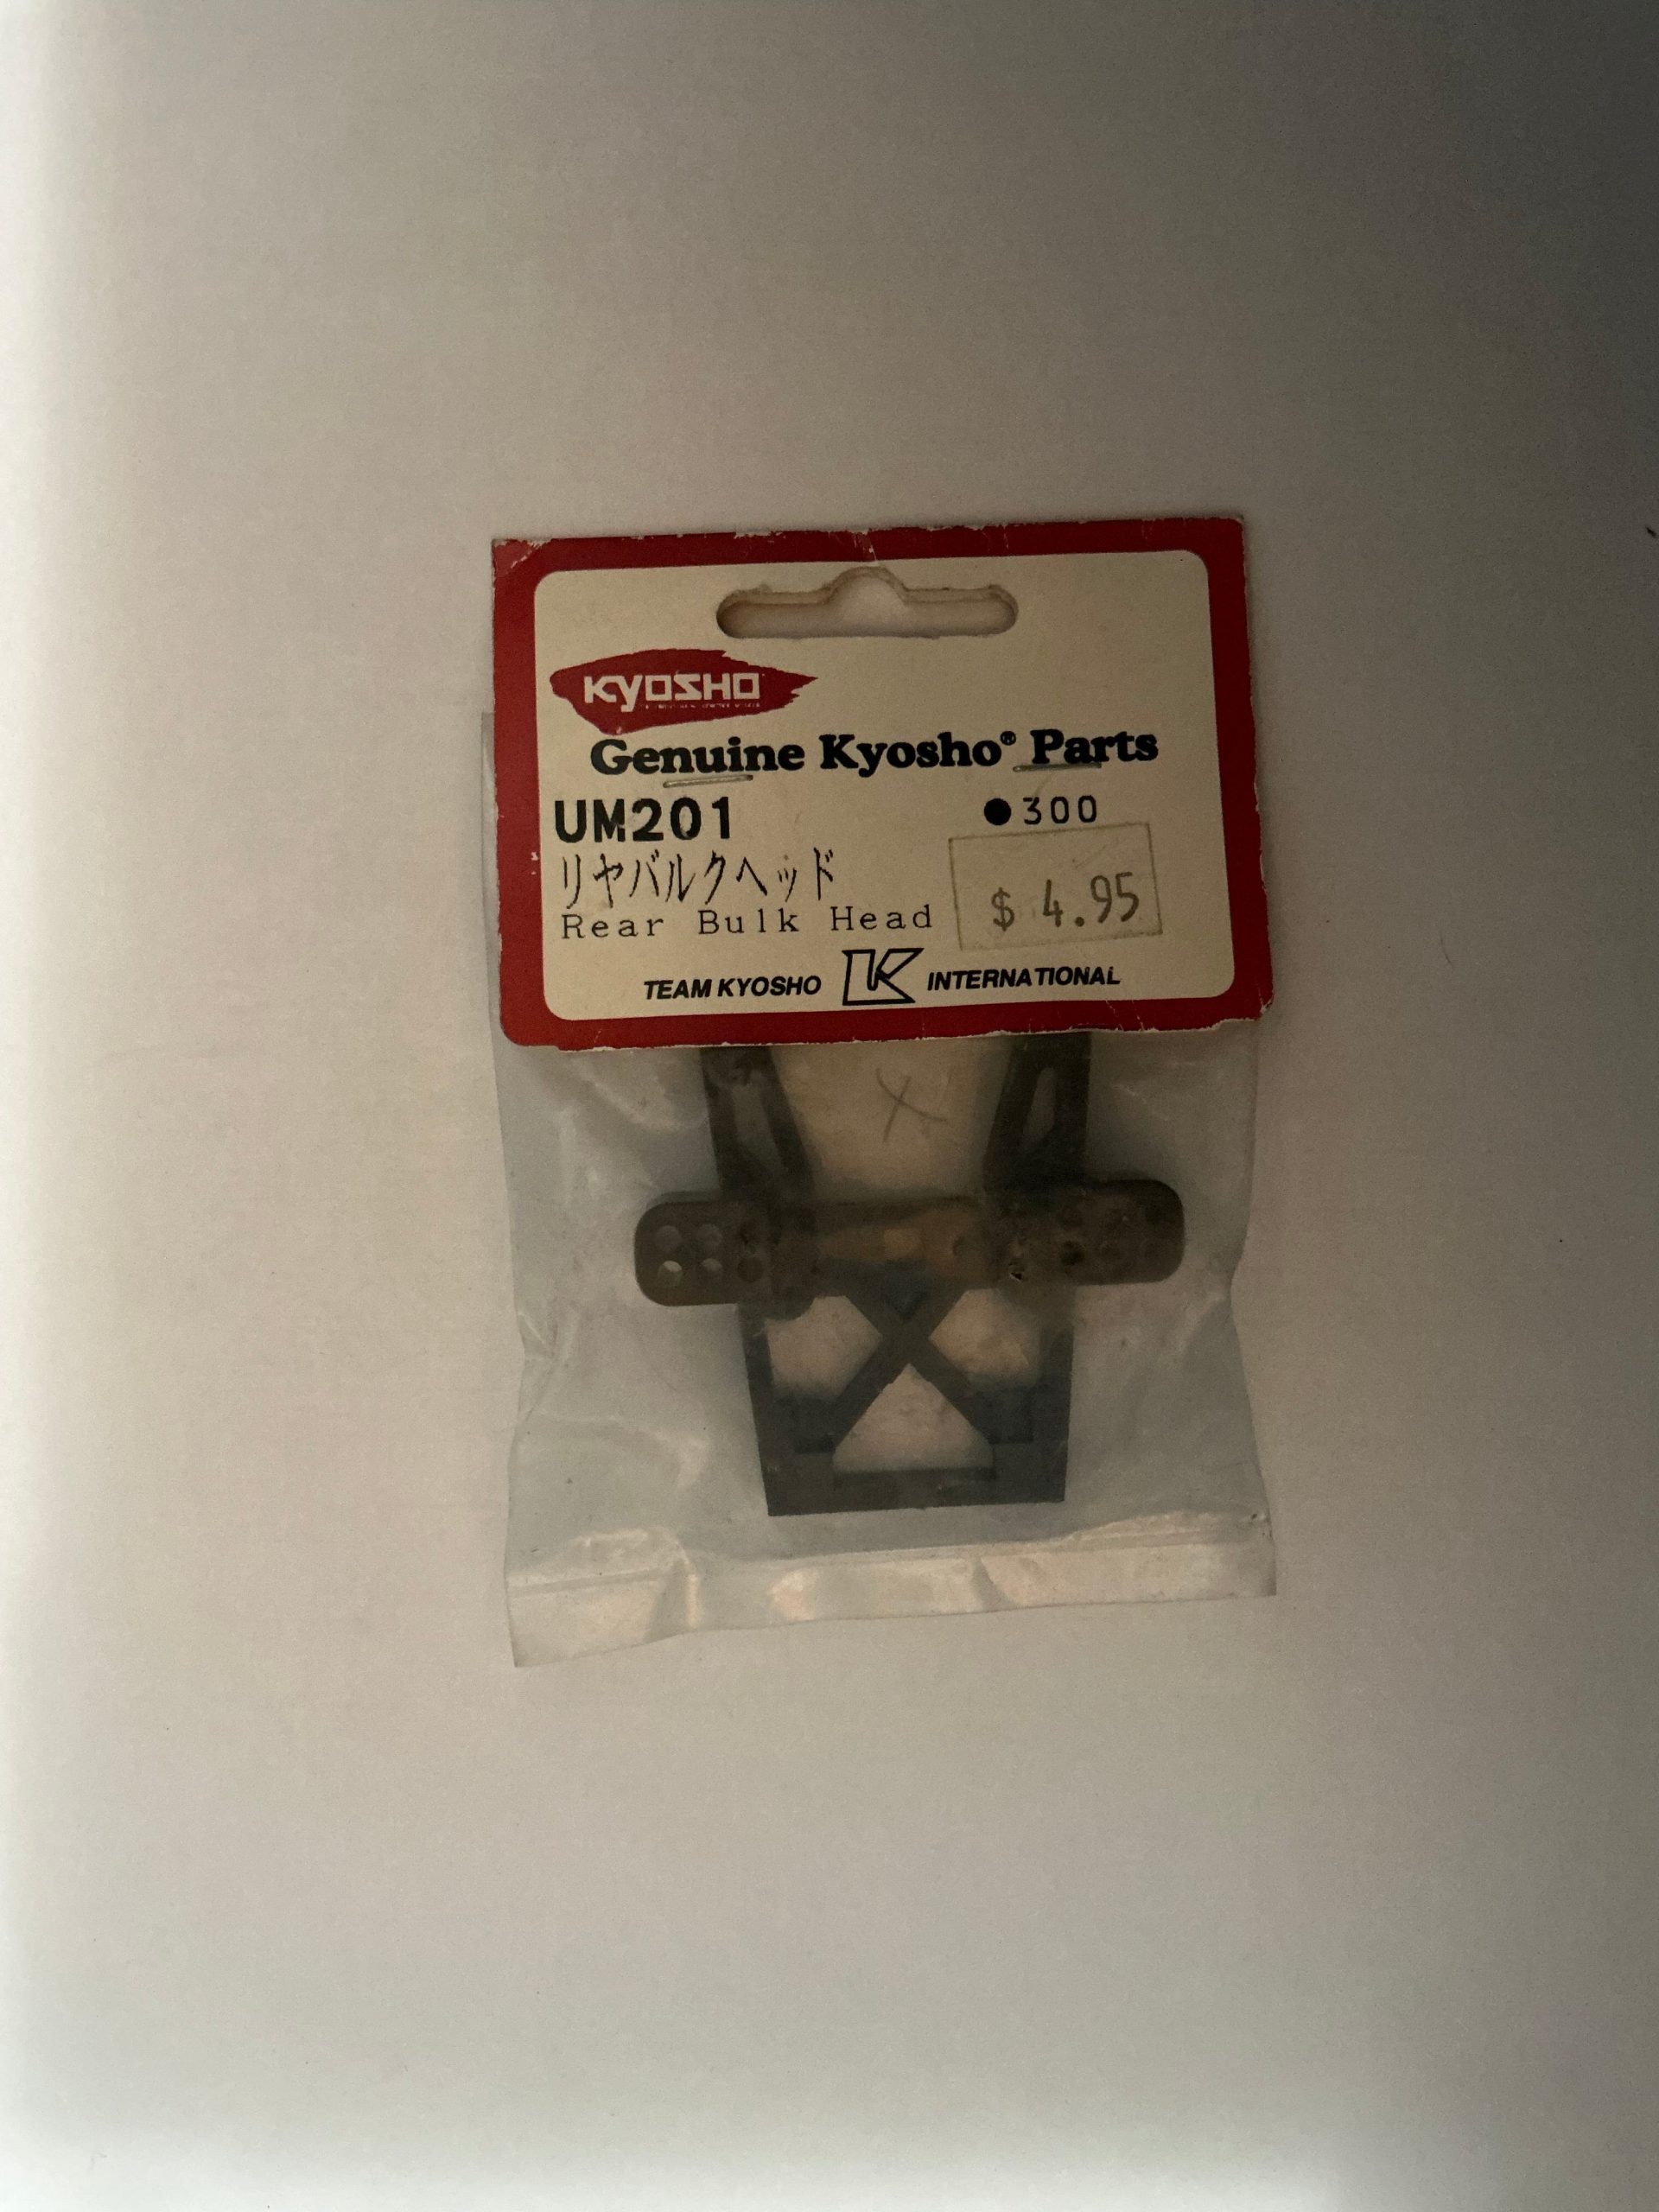 KYOSHO
Genuine Kyosho® Parts
UM201 ●300
リヤバルクヘッド
Rear Bulk Head
$ 4.95
TEAM KYOSHO K INTERNATIONAL